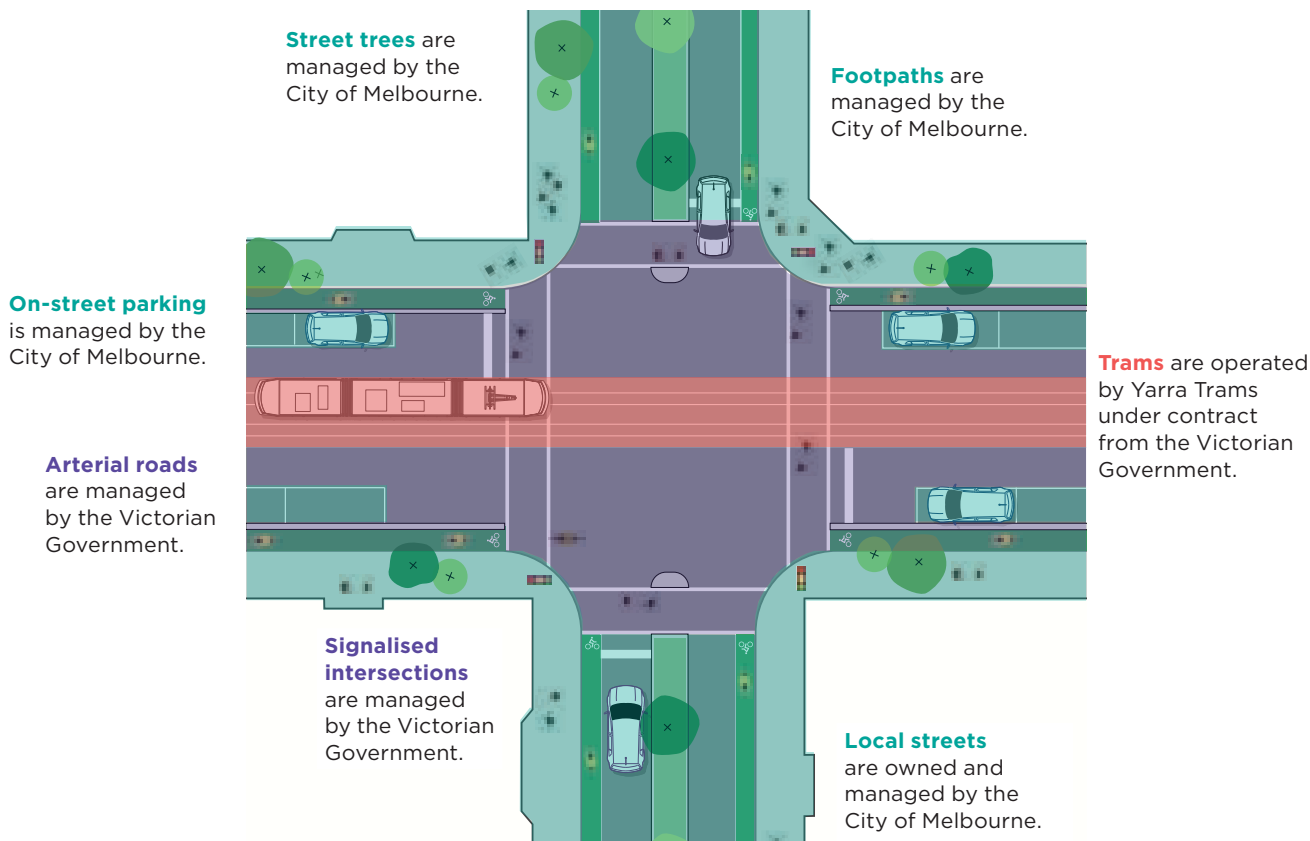 Street trees are
managed by the
City of Melbourne.
Footpaths are
managed by the
City of Melbourne.
On-street parking
is managed by the
City of Melbourne.
Trams are operated
by Yarra Trams
under contract
from the Victorian
Government.
Arterial roads
are managed
by the Victorian
Government.
Signalised
intersections
are managed
by the Victorian
Government.
Local streets
are owned and
managed by the
City of Melbourne.